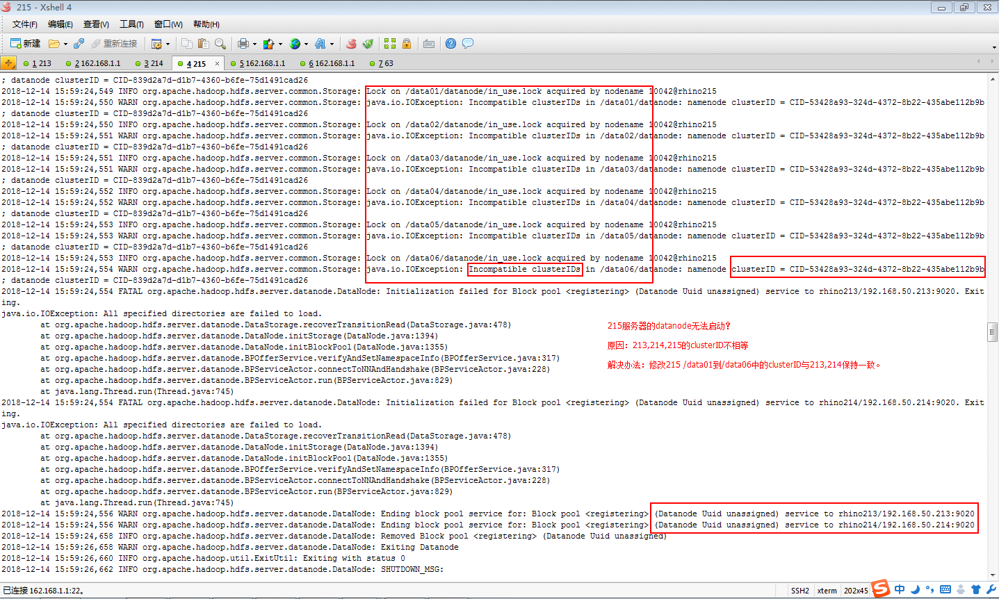 215 - Xshell 4
文件(F) 编辑(E) 查看(V) 工具(T) 窗口(W) 帮助(H)
新建 重新连接
1 213 2 162.168.1.1 3 214 4 215 × 5 162.168.1.1 6 162.168.1.1 7 63
; datanode clusterID = CID-839d2a7d-d1b7-4360-b6fe-75d1491cad26
2018-12-14 15:59:24,549 INFO org.apache.hadoop.hdfs.server.common.Storage: Lock on /data01/datanode/in_use.lock acquired by nodename 10042@rhino215
2018-12-14 15:59:24,550 WARN org.apache.hadoop.hdfs.server.common.Storage: java.io.IOException: Incompatible clusterIDs in /data01/datanode: namenode clusterID = CID-53428a93-324d-4372-8b22-435abe112b9b
; datanode clusterID = CID-839d2a7d-d1b7-4360-b6fe-75d1491cad26
2018-12-14 15:59:24,550 INFO org.apache.hadoop.hdfs.server.common.Storage: Lock on /data02/datanode/in_use.lock acquired by nodename 10042@rhino215
2018-12-14 15:59:24,551 WARN org.apache.hadoop.hdfs.server.common.Storage: java.io.IOException: Incompatible clusterIDs in /data02/datanode: namenode clusterID = CID-53428a93-324d-4372-8b22-435abe112b9b
; datanode clusterID = CID-839d2a7d-d1b7-4360-b6fe-75d1491cad26
2018-12-14 15:59:24,551 INFO org.apache.hadoop.hdfs.server.common.Storage: Lock on /data03/datanode/in_use.lock acquired by nodename 10042@rhino215
2018-12-14 15:59:24,551 WARN org.apache.hadoop.hdfs.server.common.Storage: java.io.IOException: Incompatible clusterIDs in /data03/datanode: namenode clusterID = CID-53428a93-324d-4372-8b22-435abe112b9b
; datanode clusterID = CID-839d2a7d-d1b7-4360-b6fe-75d1491cad26
2018-12-14 15:59:24,552 INFO org.apache.hadoop.hdfs.server.common.Storage: Lock on /data04/datanode/in_use.lock acquired by nodename 10042@rhino215
2018-12-14 15:59:24,552 WARN org.apache.hadoop.hdfs.server.common.Storage: java.io.IOException: Incompatible clusterIDs in /data04/datanode: namenode clusterID = CID-53428a93-324d-4372-8b22-435abe112b9b
; datanode clusterID = CID-839d2a7d-d1b7-4360-b6fe-75d1491cad26
2018-12-14 15:59:24,553 INFO org.apache.hadoop.hdfs.server.common.Storage: Lock on /data05/datanode/in_use.lock acquired by nodename 10042@rhino215
2018-12-14 15:59:24,553 WARN org.apache.hadoop.hdfs.server.common.Storage: java.io.IOException: Incompatible clusterIDs in /data05/datanode: namenode clusterID = CID-53428a93-324d-4372-8b22-435abe112b9b
; datanode clusterID = CID-839d2a7d-d1b7-4360-b6fe-75d1491cad26
2018-12-14 15:59:24,553 INFO org.apache.hadoop.hdfs.server.common.Storage: Lock on /data06/datanode/in_use.lock acquired by nodename 10042@rhino215
2018-12-14 15:59:24,554 WARN org.apache.hadoop.hdfs.server.common.Storage: java.io.IOException: Incompatible clusterIDs in /data06/datanode: namenode clusterID = CID-53428a93-324d-4372-8b22-435abe112b9b
; datanode clusterID = CID-839d2a7d-d1b7-4360-b6fe-75d1491cad26
2018-12-14 15:59:24,554 FATAL org.apache.hadoop.hdfs.server.datanode.DataNode: Initialization failed for Block pool <registering> (Datanode Uuid unassigned) service to rhino213/192.168.50.213:9020. Exit
ing.
java.io.IOException: All specified directories are failed to load.
at org.apache.hadoop.hdfs.server.datanode.DataStorage.recoverTransitionRead(DataStorage.java:478)
at org.apache.hadoop.hdfs.server.datanode.DataNode.initStorage(DataNode.java:1394)
at org.apache.hadoop.hdfs.server.datanode.DataNode.initBlockPool(DataNode.java:1355)
at org.apache.hadoop.hdfs.server.datanode.BPOfferService.verifyAndSetNamespaceInfo(BPOfferService.java:317)
at org.apache.hadoop.hdfs.server.datanode.BPServiceActor.connectToNNAndHandshake(BPServiceActor.java:228)
at org.apache.hadoop.hdfs.server.datanode.BPServiceActor.run(BPServiceActor.java:829)
at java.lang.Thread.run(Thread.java:745)
215服务器的datanode无法启动?
原因：213,214,215的clusterID不相等
解决办法：修改215 /data01到/data06中的clusterID与213,214保持一致。
2018-12-14 15:59:24,554 FATAL org.apache.hadoop.hdfs.server.datanode.DataNode: Initialization failed for Block pool <registering> (Datanode Uuid unassigned) service to rhino214/192.168.50.214:9020. Exit
ing.
java.io.IOException: All specified directories are failed to load.
at org.apache.hadoop.hdfs.server.datanode.DataStorage.recoverTransitionRead(DataStorage.java:478)
at org.apache.hadoop.hdfs.server.datanode.DataNode.initStorage(DataNode.java:1394)
at org.apache.hadoop.hdfs.server.datanode.DataNode.initBlockPool(DataNode.java:1355)
at org.apache.hadoop.hdfs.server.datanode.BPOfferService.verifyAndSetNamespaceInfo(BPOfferService.java:317)
at org.apache.hadoop.hdfs.server.datanode.BPServiceActor.connectToNNAndHandshake(BPServiceActor.java:228)
at org.apache.hadoop.hdfs.server.datanode.BPServiceActor.run(BPServiceActor.java:829)
at java.lang.Thread.run(Thread.java:745)
2018-12-14 15:59:24,556 WARN org.apache.hadoop.hdfs.server.datanode.DataNode: Ending block pool service for: Block pool <registering> (Datanode Uuid unassigned) service to rhino213/192.168.50.213:9020
2018-12-14 15:59:24,556 WARN org.apache.hadoop.hdfs.server.datanode.DataNode: Ending block pool service for: Block pool <registering> (Datanode Uuid unassigned) service to rhino214/192.168.50.214:9020
2018-12-14 15:59:24,658 INFO org.apache.hadoop.hdfs.server.datanode.DataNode: Removed Block pool <registering> (Datanode Uuid unassigned)
2018-12-14 15:59:26,658 WARN org.apache.hadoop.hdfs.server.datanode.DataNode: Exiting Datanode
2018-12-14 15:59:26,660 INFO org.apache.hadoop.util.ExitUtil: Exiting with status 0
2018-12-14 15:59:26,662 INFO org.apache.hadoop.hdfs.server.datanode.DataNode: SHUTDOWN_MSG:
已连接 162.168.1.1:22。 SSH2 xterm 202x45 中